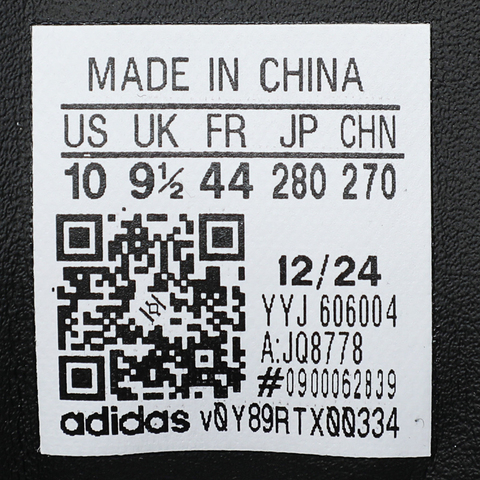 MADE IN CHINA
US UK FR JP CHN
10 9½ 44 280 270
12/24
YYJ 606004
A:JQ8778
#0900062839
adidas v0Y89RTX00334